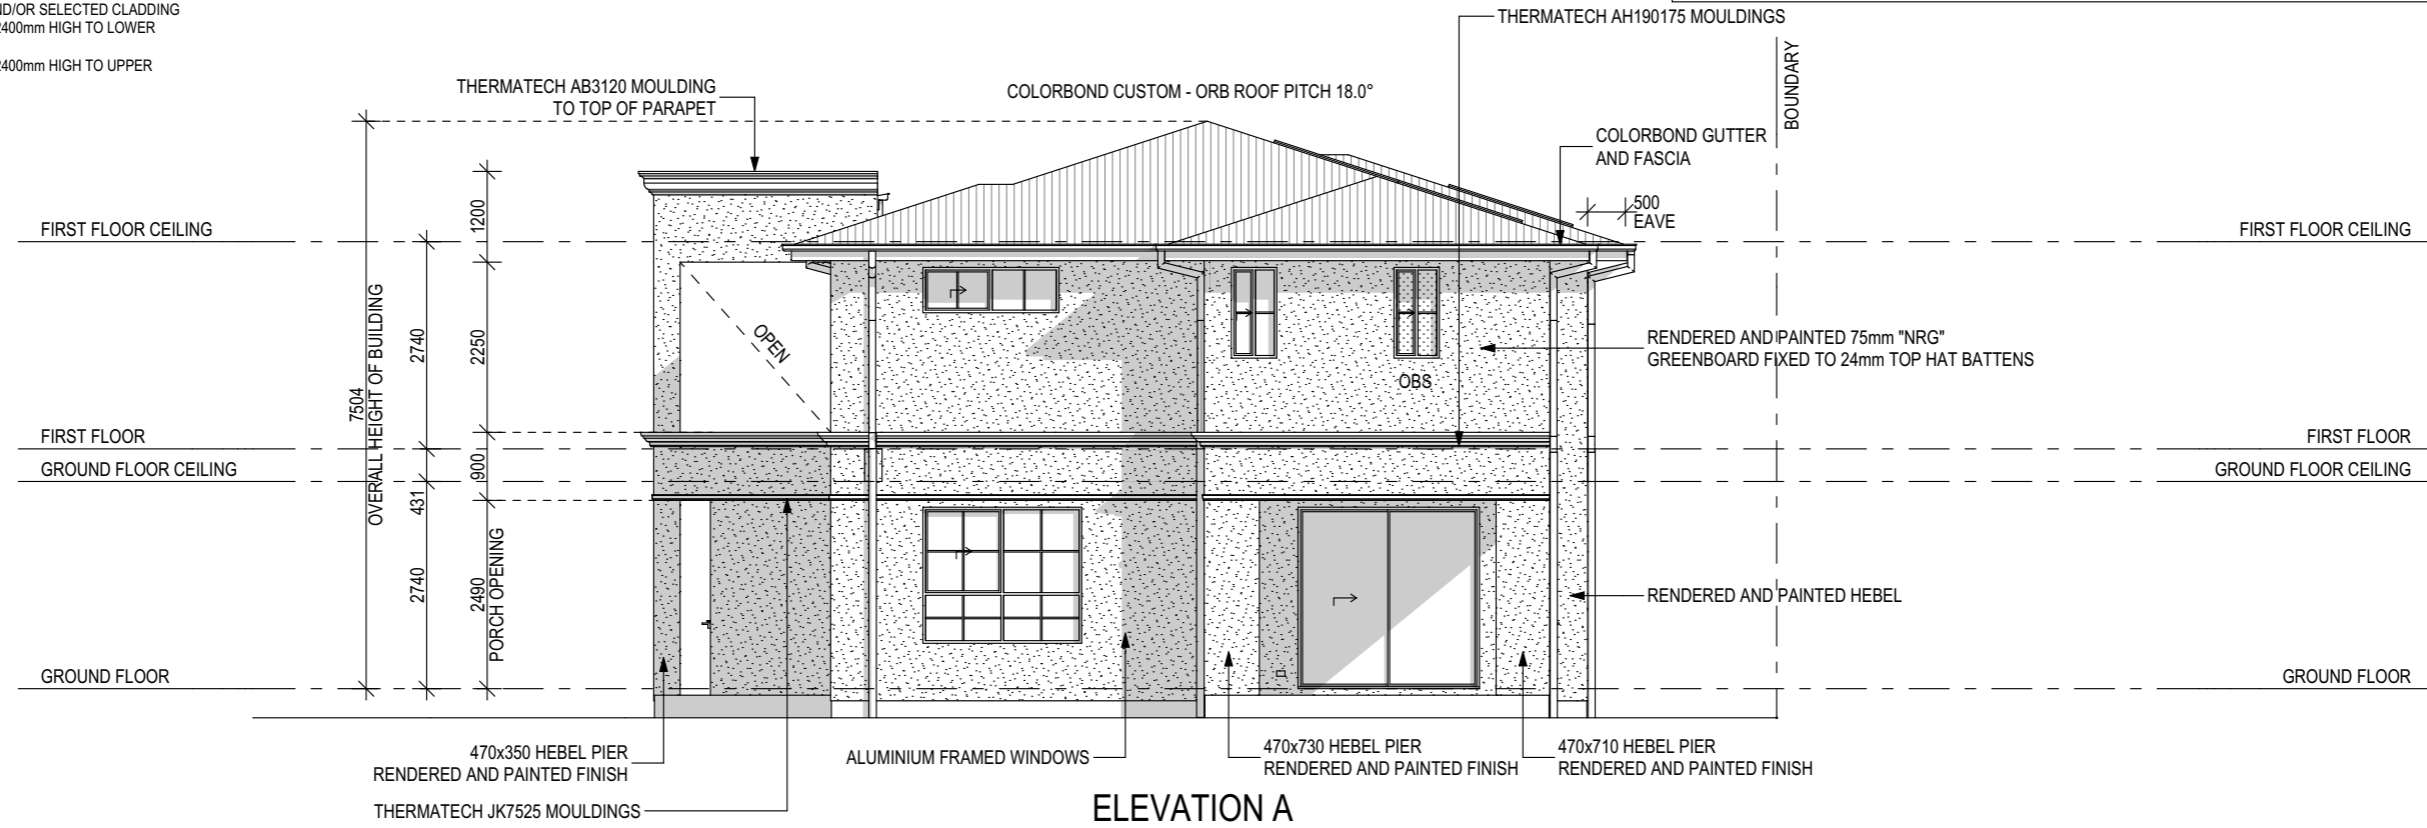 ND/OR SELECTED CLADDING
2400mm HIGH TO LOWER
2400mm HIGH TO UPPER
THERMATECH AH190175 MOULDINGS
BOUNDARY
THERMATECH AB3120 MOULDING
TO TOP OF PARAPET
COLORBOND CUSTOM - ORB ROOF PITCH 18.0°
COLORBOND GUTTER
AND FASCIA
500
EAVE
FIRST FLOOR CEILING
FIRST FLOOR CEILING
1200
2740
2250
7504
OVERALL HEIGHT OF BUILDING
OPEN
OBS
RENDERED AND PAINTED 75mm "NRG"
GREENBOARD FIXED TO 24mm TOP HAT BATTENS
FIRST FLOOR
FIRST FLOOR
GROUND FLOOR CEILING
GROUND FLOOR CEILING
900
431
2740
2490
PORCH OPENING
RENDERED AND PAINTED HEBEL
GROUND FLOOR
GROUND FLOOR
470x350 HEBEL PIER
RENDERED AND PAINTED FINISH
ALUMINIUM FRAMED WINDOWS
470x730 HEBEL PIER
RENDERED AND PAINTED FINISH
470x710 HEBEL PIER
RENDERED AND PAINTED FINISH
THERMATECH JK7525 MOULDINGS
ELEVATION A